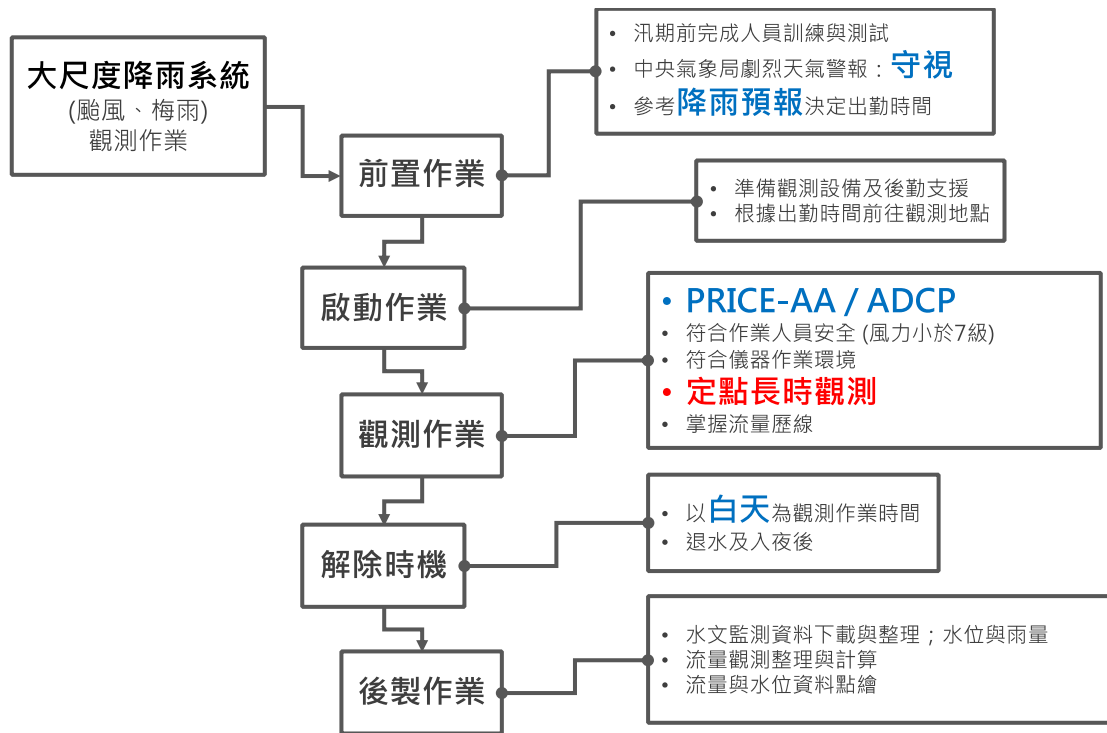 大尺度降雨系統
(颱風、梅雨)
觀測作業
前置作業
• 汛期前完成人員訓練與測試
• 中央氣象局劇烈天氣警報：守視
• 參考降雨預報決定出勤時間
啟動作業
• 準備觀測設備及後勤支援
• 根據出勤時間前往觀測地點
觀測作業
• PRICE-AA / ADCP
• 符合作業人員安全 (風力小於7級)
• 符合儀器作業環境
• 定點長時觀測
• 掌握流量歷線
解除時機
• 以白天為觀測作業時間
• 退水及入夜後
後製作業
• 水文監測資料下載與整理；水位與雨量
• 流量觀測整理與計算
• 流量與水位資料點繪